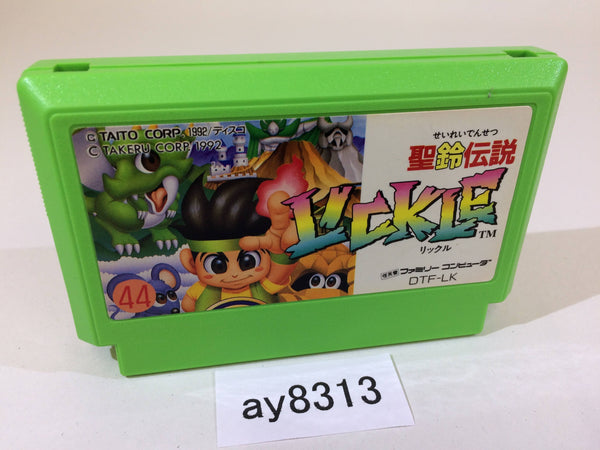 © TAITO CORP. 1992/ディスコ
© TAKERU CORP. 1992
せいれいでんせつ
聖鈴伝説
LICKLE™
リックル
ファミリー コンピュータ
DTF-LK
44
ay8313